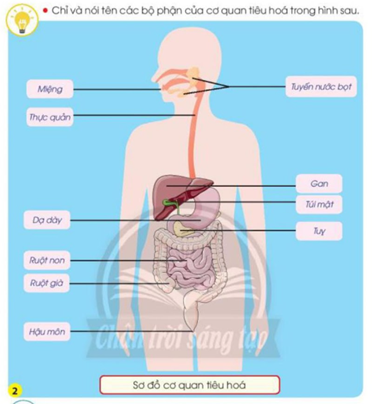 Chỉ và nói tên các bộ phận của cơ quan tiêu hoá trong hình sau.
Miệng
Tuyến nước bọt
Thực quản
Gan
Túi mật
Dạ dày
Tuỵ
Ruột non
Ruột già
Hậu môn
Chân trời sáng tạo
Sơ đồ cơ quan tiêu hoá
2